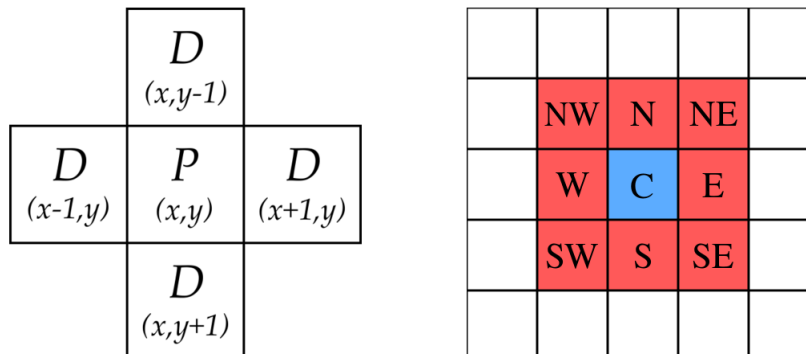 D
(x,y-1)
D P D
(x-1,y) (x,y) (x+1,y)
D
(x,y+1)
NW N NE
W C E
SW S SE